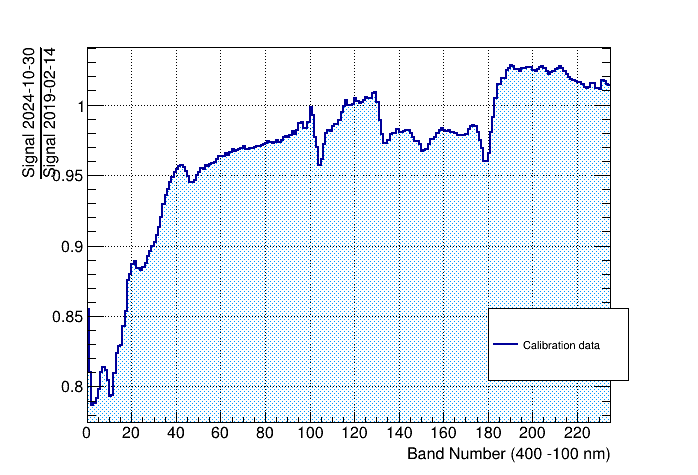 Signal 2024-10-30
Signal 2019-02-14
1
0.95
0.9
0.85
0.8
Calibration data
0 20 40 60 80 100 120 140 160 180 200 220
Band Number (400 -100 nm)